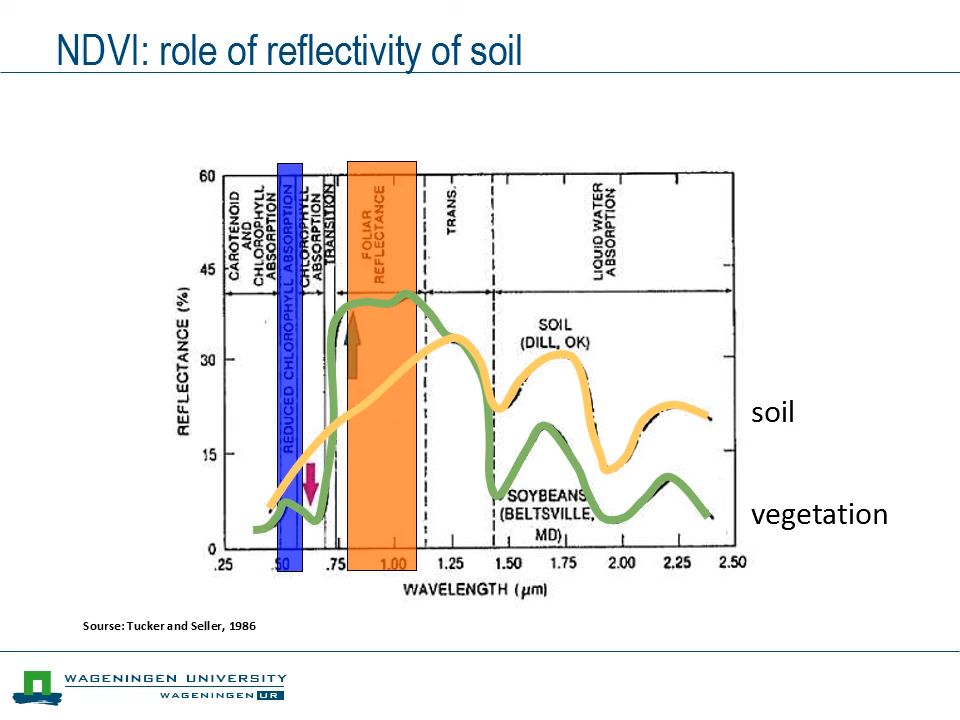 NDVI: role of reflectivity of soil
60
45
30
15
0
REFLECTANCE (%)
CAROTENOID
AND
CHLOROPHYLL
ABSORPTION
REDUCED CHLOROPHYLL ABSORPTION
CHLOROPHYLL
ABSORPTION
TRANSITION
FOLIAR
REFLECTANCE
TRANS.
LIQUID WATER
ABSORPTION
SOIL
(DILL, OK)
soil
SOYBEANS
(BELTSVILLE,
MD)
vegetation
.25 .50 .75 1.00 1.25 1.50 1.75 2.00 2,25 2.50
WAVELENGTH (μm)
Sourse: Tucker and Seller, 1986
WAGENINGEN UNIVERSITY
WAGENINGEN UR